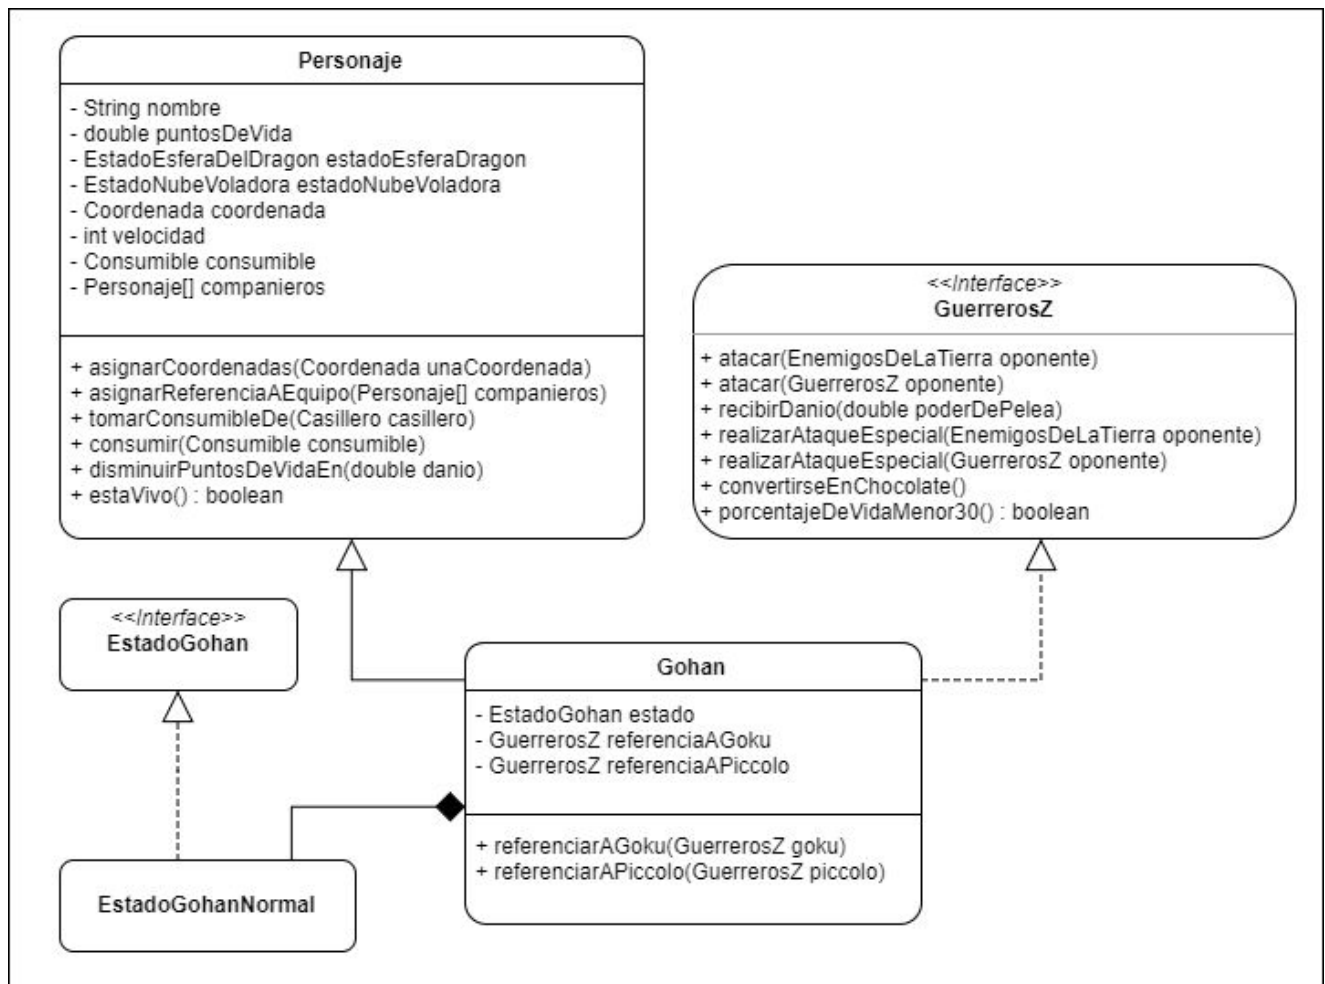 Personaje
- String nombre
- double puntosDeVida
- EstadoEsferaDelDragon estadoEsferaDragon
- EstadoNubeVoladora estadoNubeVoladora
- Coordenada coordenada
- int velocidad
- Consumible consumible
- Personaje[] companieros
+ asignarCoordenadas(Coordenada unaCoordenada)
+ asignarReferenciaAEquipo(Personaje[] companieros)
+ tomarConsumibleDe(Casillero casillero)
+ consumir(Consumible consumible)
+ disminuirPuntosDeVidaEn(double danio)
+ estaVivo() : boolean
<<Interface>>
GuerrerosZ
+ atacar(EnemigosDeLaTierra oponente)
+ atacar(GuerrerosZ oponente)
+ recibirDanio(double poderDePelea)
+ realizarAtaqueEspecial(EnemigosDeLaTierra oponente)
+ realizarAtaqueEspecial(GuerrerosZ oponente)
+ convertirseEnChocolate()
+ porcentajeDeVidaMenor30() : boolean
<<Interface>>
EstadoGohan
Gohan
- EstadoGohan estado
- GuerrerosZ referenciaAGoku
- GuerrerosZ referenciaAPiccolo
+ referenciarAGoku(GuerrerosZ goku)
+ referenciarAPiccolo(GuerrerosZ piccolo)
EstadoGohanNormal